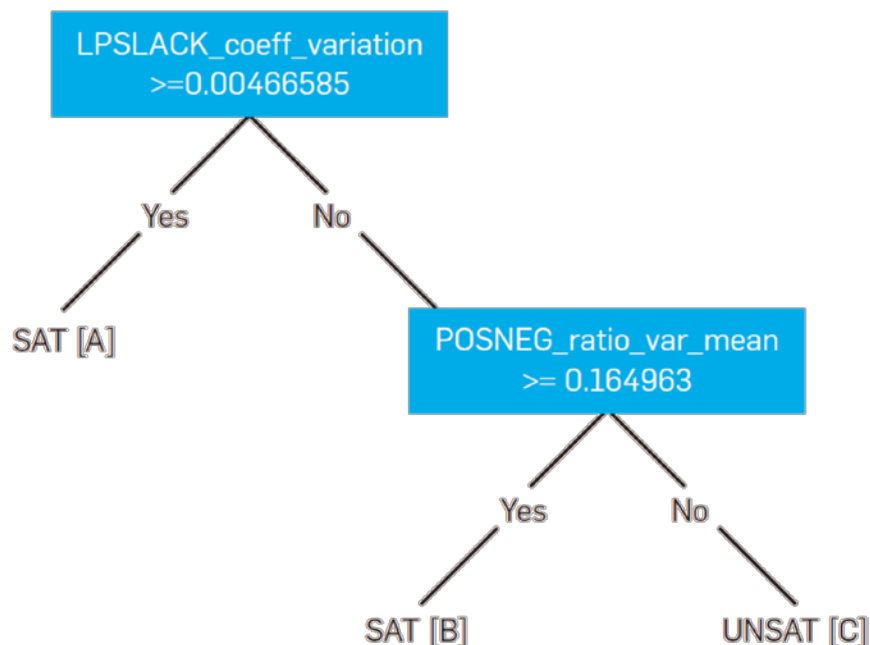 LPSLACK_coeff_variation
>=0.00466585
Yes
No
SAT [A]
POSNEG_ratio_var_mean
>= 0.164963
Yes
No
SAT [B]
UNSAT [C]